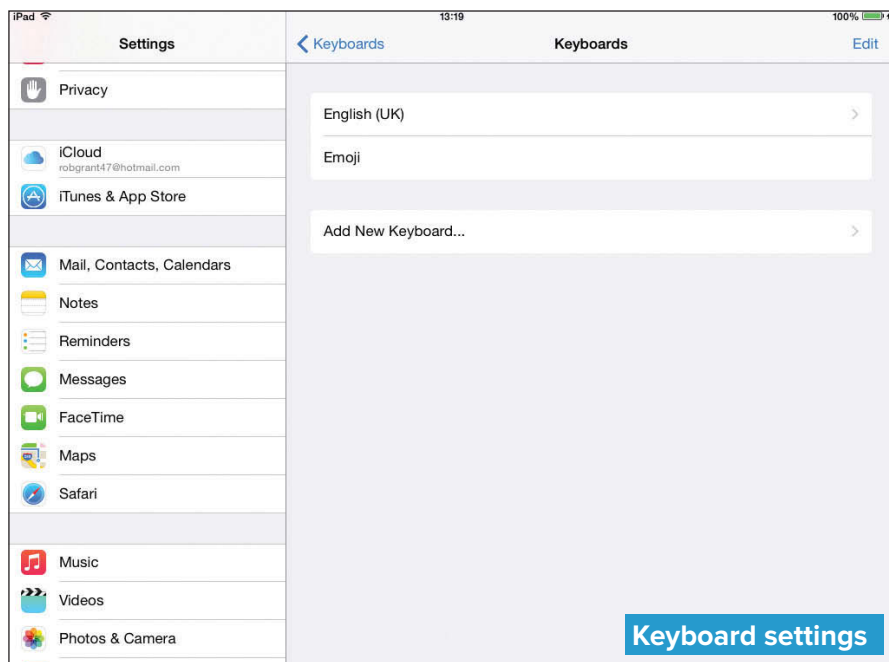 iPad 13:19 100%
Settings
Keyboards Keyboards Edit
Privacy
iCloud
robgrant47@hotmail.com
iTunes & App Store
Mail, Contacts, Calendars
Notes
Reminders
Messages
FaceTime
Maps
Safari
Music
Videos
Photos & Camera
English (UK)
Emoji
Add New Keyboard...
Keyboard settings